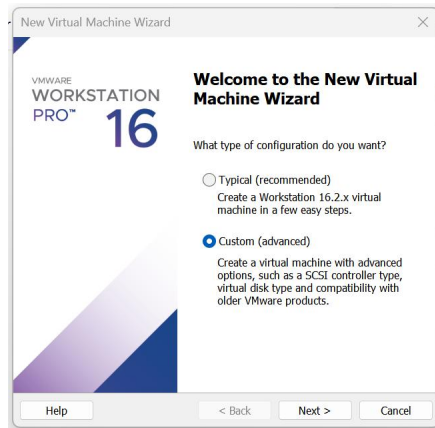 New Virtual Machine Wizard
VMWARE
WORKSTATION
PRO™ 16
Welcome to the New Virtual
Machine Wizard
What type of configuration do you want?
Typical (recommended)
Create a Workstation 16.2.x virtual
machine in a few easy steps.
Custom (advanced)
Create a virtual machine with advanced
options, such as a SCSI controller type,
virtual disk type and compatibility with
older VMware products.
Help
< Back
Next >
Cancel